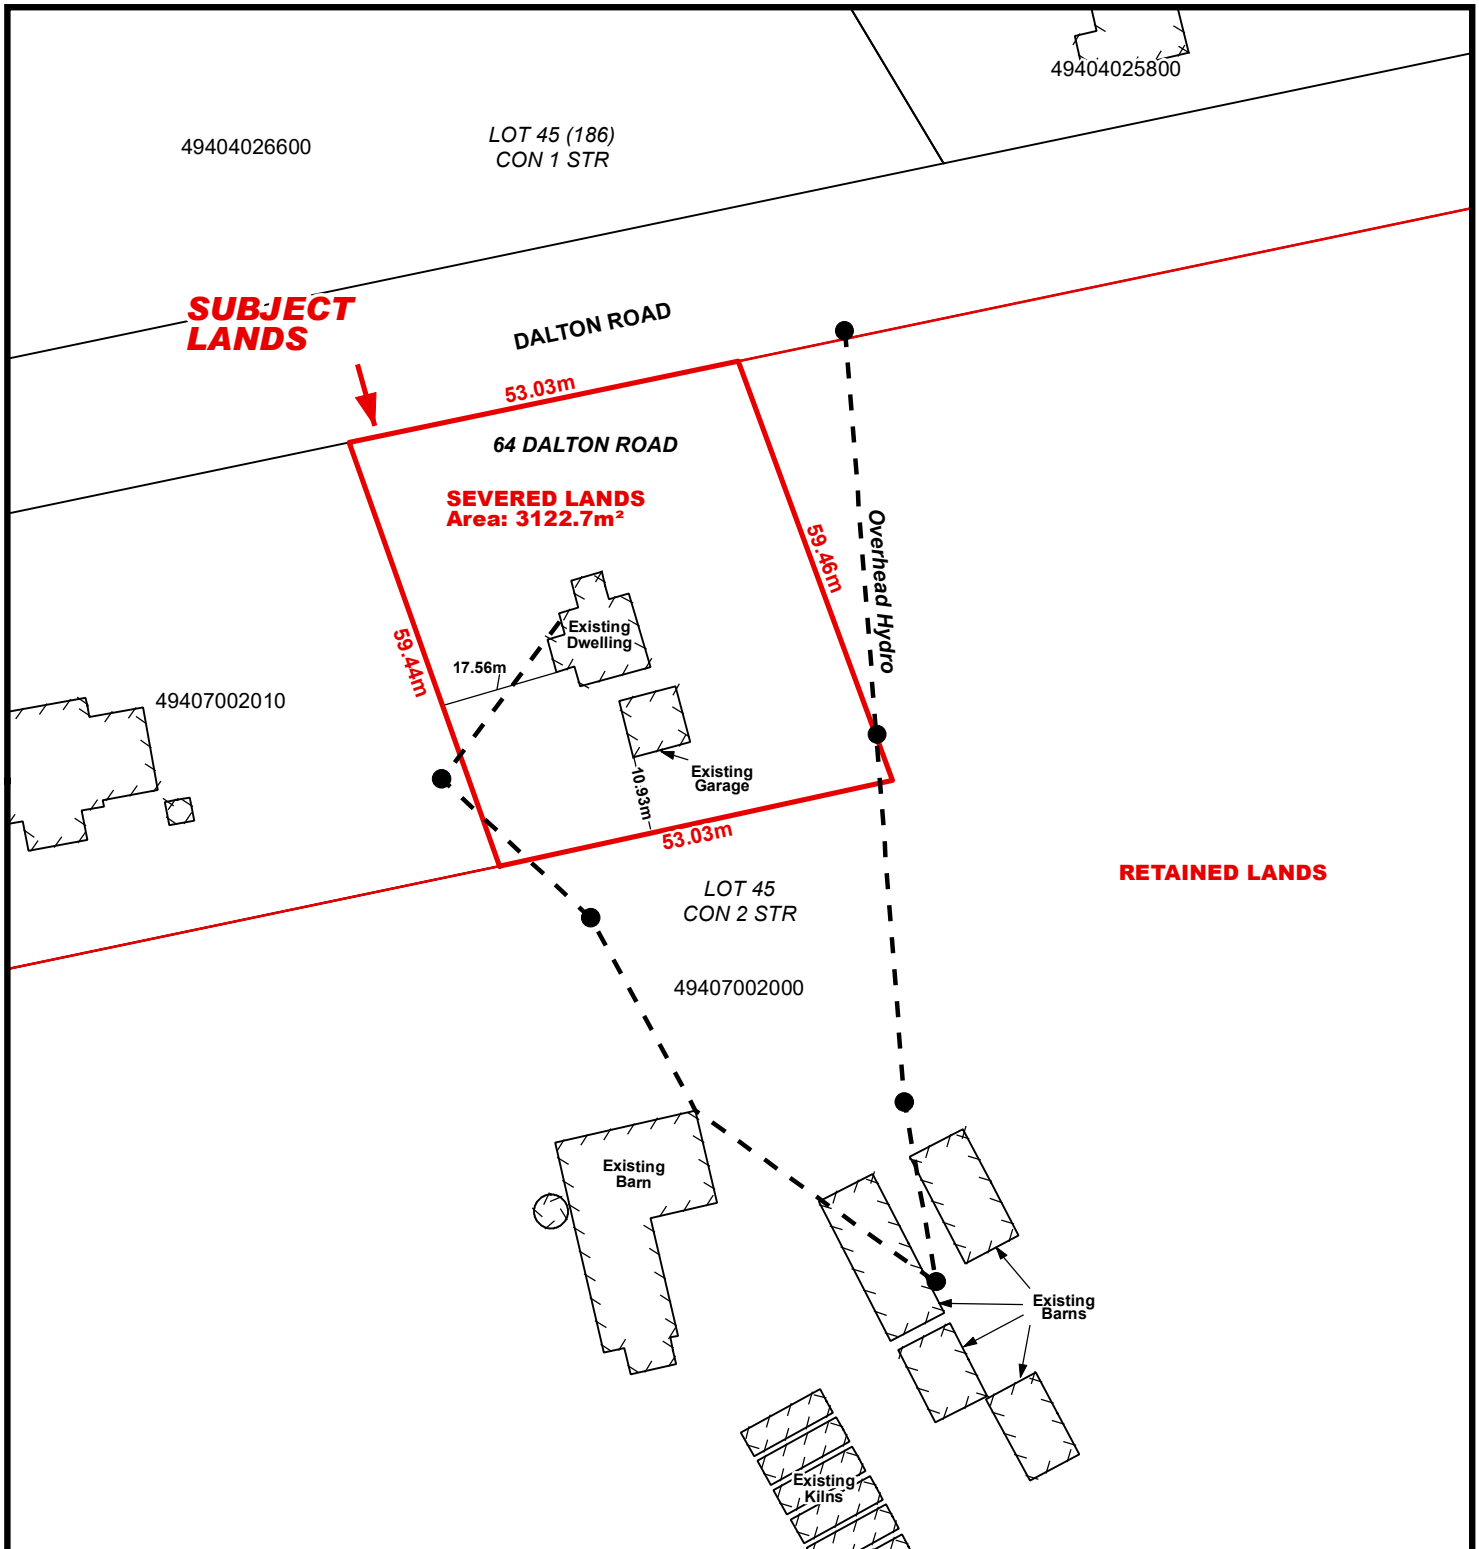 49404025800
49404026600
LOT 45 (186)
CON 1 STR
SUBJECT
LANDS
DALTON ROAD
53.03m
64 DALTON ROAD
SEVERED LANDS
Area: 3122.7m²
59.46m
Overhead Hydro
Existing
Dwelling
59.44m
17.56m
49407002010
Existing
Garage
10.93m
53.03m
RETAINED LANDS
LOT 45
CON 2 STR
49407002000
Existing
Barn
Existing
Barns
Existing
Kilns